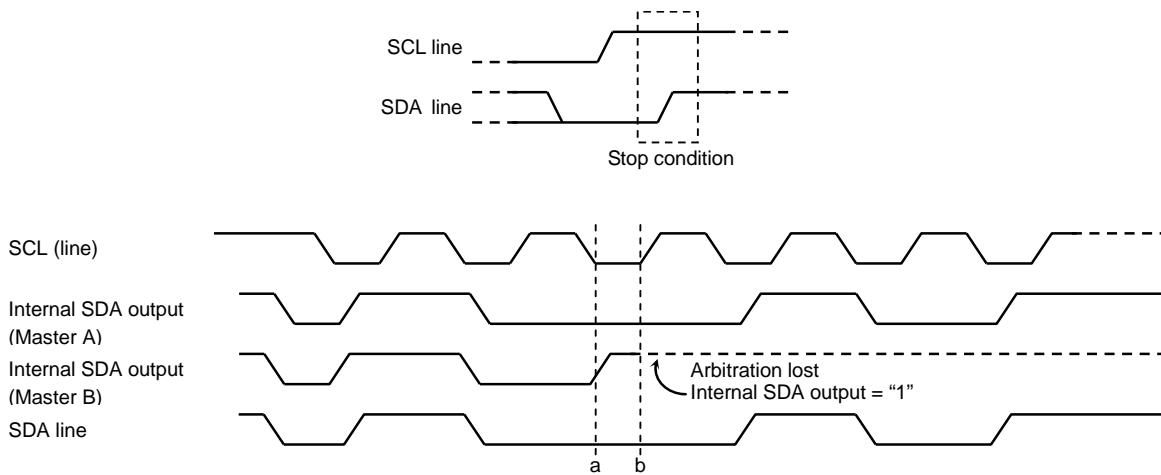 SCL line
SDA line
Stop condition
SCL (line)
Internal SDA output
(Master A)
Internal SDA output
(Master B)
Arbitration lost
Internal SDA output = “1”
SDA line
a b